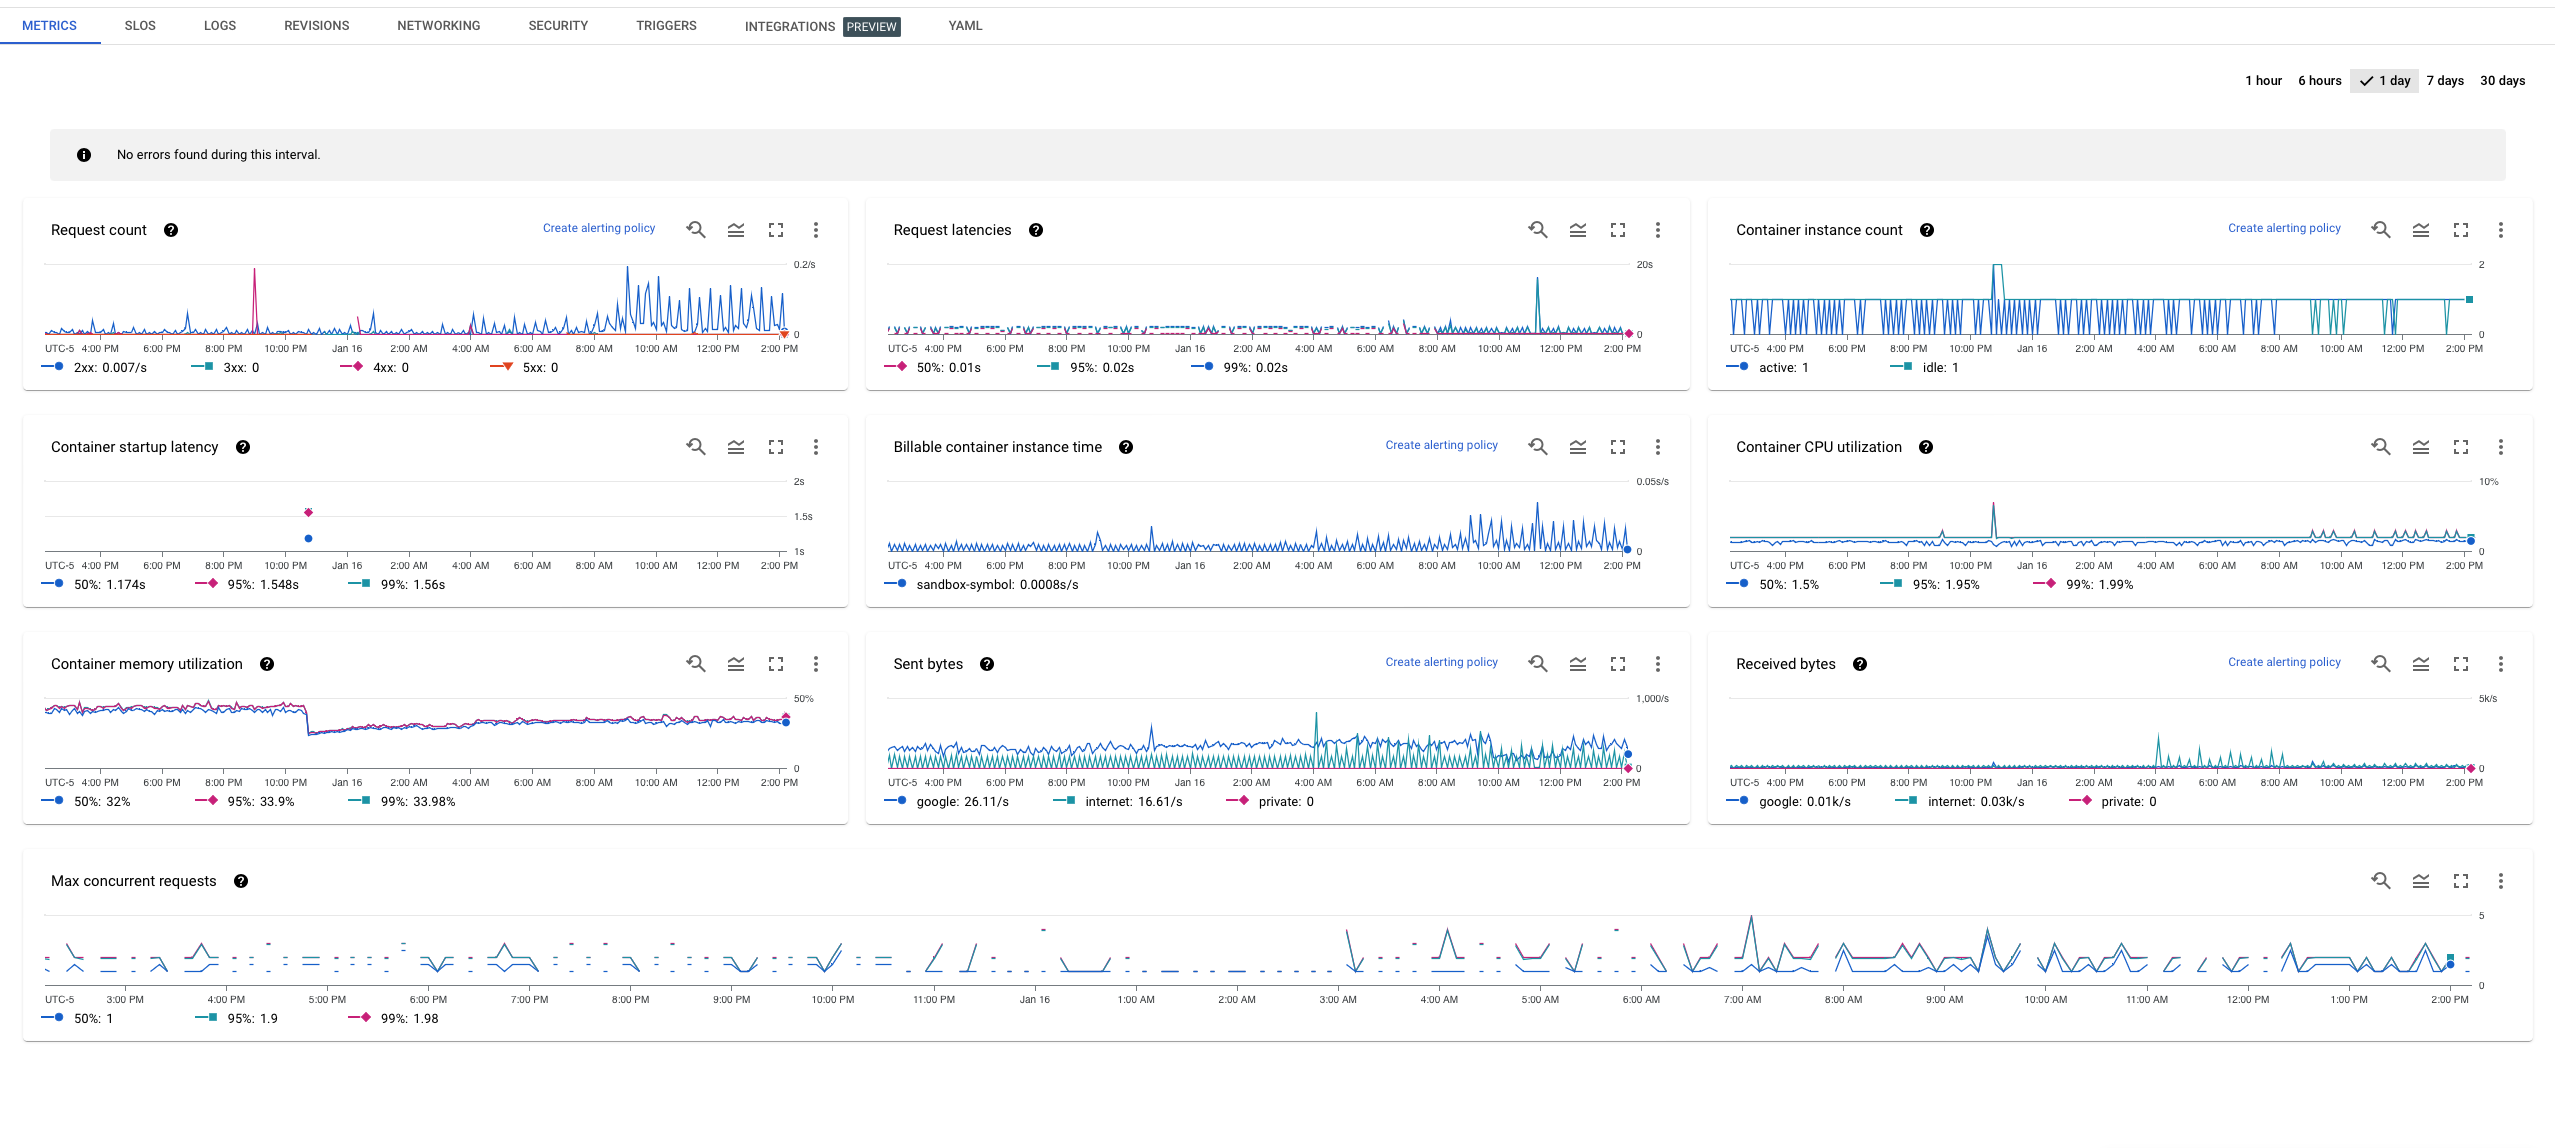 METRICS SLOS LOGS REVISIONS NETWORKING SECURITY TRIGGERS INTEGRATIONS PREVIEW YAML
1 hour 6 hours 1 day 7 days 30 days
No errors found during this interval.
Request count Create alerting policy
0.2/s
0
UTC-5 4:00 PM 6:00 PM 8:00 PM 10:00 PM Jan 16 2:00 AM 4:00 AM 6:00 AM 8:00 AM 10:00 AM 12:00 PM 2:00 PM
2xx: 0.007/s 3xx: 0 4xx: 0 5xx: 0
Request latencies
20s
0
UTC-5 4:00 PM 6:00 PM 8:00 PM 10:00 PM Jan 16 2:00 AM 4:00 AM 6:00 AM 8:00 AM 10:00 AM 12:00 PM 2:00 PM
50%: 0.01s 95%: 0.02s 99%: 0.02s
Container instance count Create alerting policy
2
0
UTC-5 4:00 PM 6:00 PM 8:00 PM 10:00 PM Jan 16 2:00 AM 4:00 AM 6:00 AM 8:00 AM 10:00 AM 12:00 PM 2:00 PM
active: 1 idle: 1
Container startup latency
2s
1.5s
1s
UTC-5 4:00 PM 6:00 PM 8:00 PM 10:00 PM Jan 16 2:00 AM 4:00 AM 6:00 AM 8:00 AM 10:00 AM 12:00 PM 2:00 PM
50%: 1.174s 95%: 1.548s 99%: 1.56s
Billable container instance time Create alerting policy
0.05s/s
0
UTC-5 4:00 PM 6:00 PM 8:00 PM 10:00 PM Jan 16 2:00 AM 4:00 AM 6:00 AM 8:00 AM 10:00 AM 12:00 PM 2:00 PM
sandbox-symbol: 0.0008s/s
Container CPU utilization
10%
0
UTC-5 4:00 PM 6:00 PM 8:00 PM 10:00 PM Jan 16 2:00 AM 4:00 AM 6:00 AM 8:00 AM 10:00 AM 12:00 PM 2:00 PM
50%: 1.5% 95%: 1.95% 99%: 1.99%
Container memory utilization
50%
0
UTC-5 4:00 PM 6:00 PM 8:00 PM 10:00 PM Jan 16 2:00 AM 4:00 AM 6:00 AM 8:00 AM 10:00 AM 12:00 PM 2:00 PM
50%: 32% 95%: 33.9% 99%: 33.98%
Sent bytes Create alerting policy
1,000/s
0
UTC-5 4:00 PM 6:00 PM 8:00 PM 10:00 PM Jan 16 2:00 AM 4:00 AM 6:00 AM 8:00 AM 10:00 AM 12:00 PM 2:00 PM
google: 26.11/s internet: 16.61/s private: 0
Received bytes Create alerting policy
5k/s
0
UTC-5 4:00 PM 6:00 PM 8:00 PM 10:00 PM Jan 16 2:00 AM 4:00 AM 6:00 AM 8:00 AM 10:00 AM 12:00 PM 2:00 PM
google: 0.01k/s internet: 0.03k/s private: 0
Max concurrent requests
5
0
UTC-5 3:00 PM 4:00 PM 5:00 PM 6:00 PM 7:00 PM 8:00 PM 9:00 PM 10:00 PM 11:00 PM Jan 16 1:00 AM 2:00 AM 3:00 AM 4:00 AM 5:00 AM 6:00 AM 7:00 AM 8:00 AM 9:00 AM 10:00 AM 11:00 AM 12:00 PM 1:00 PM 2:00 PM
50%: 1 95%: 1.9 99%: 1.98